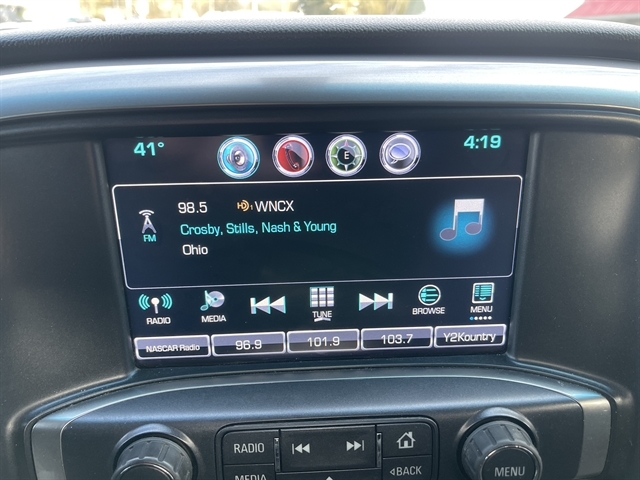 41°
E
4:19
98.5 HD) WNCX
FM
Crosby, Stills, Nash & Young
Ohio
RADIO MEDIA TUNE BROWSE MENU
NASCAR Radio 96.9 101.9 103.7 Y2Kountry
RADIO
MEDIA
BACK
MENU